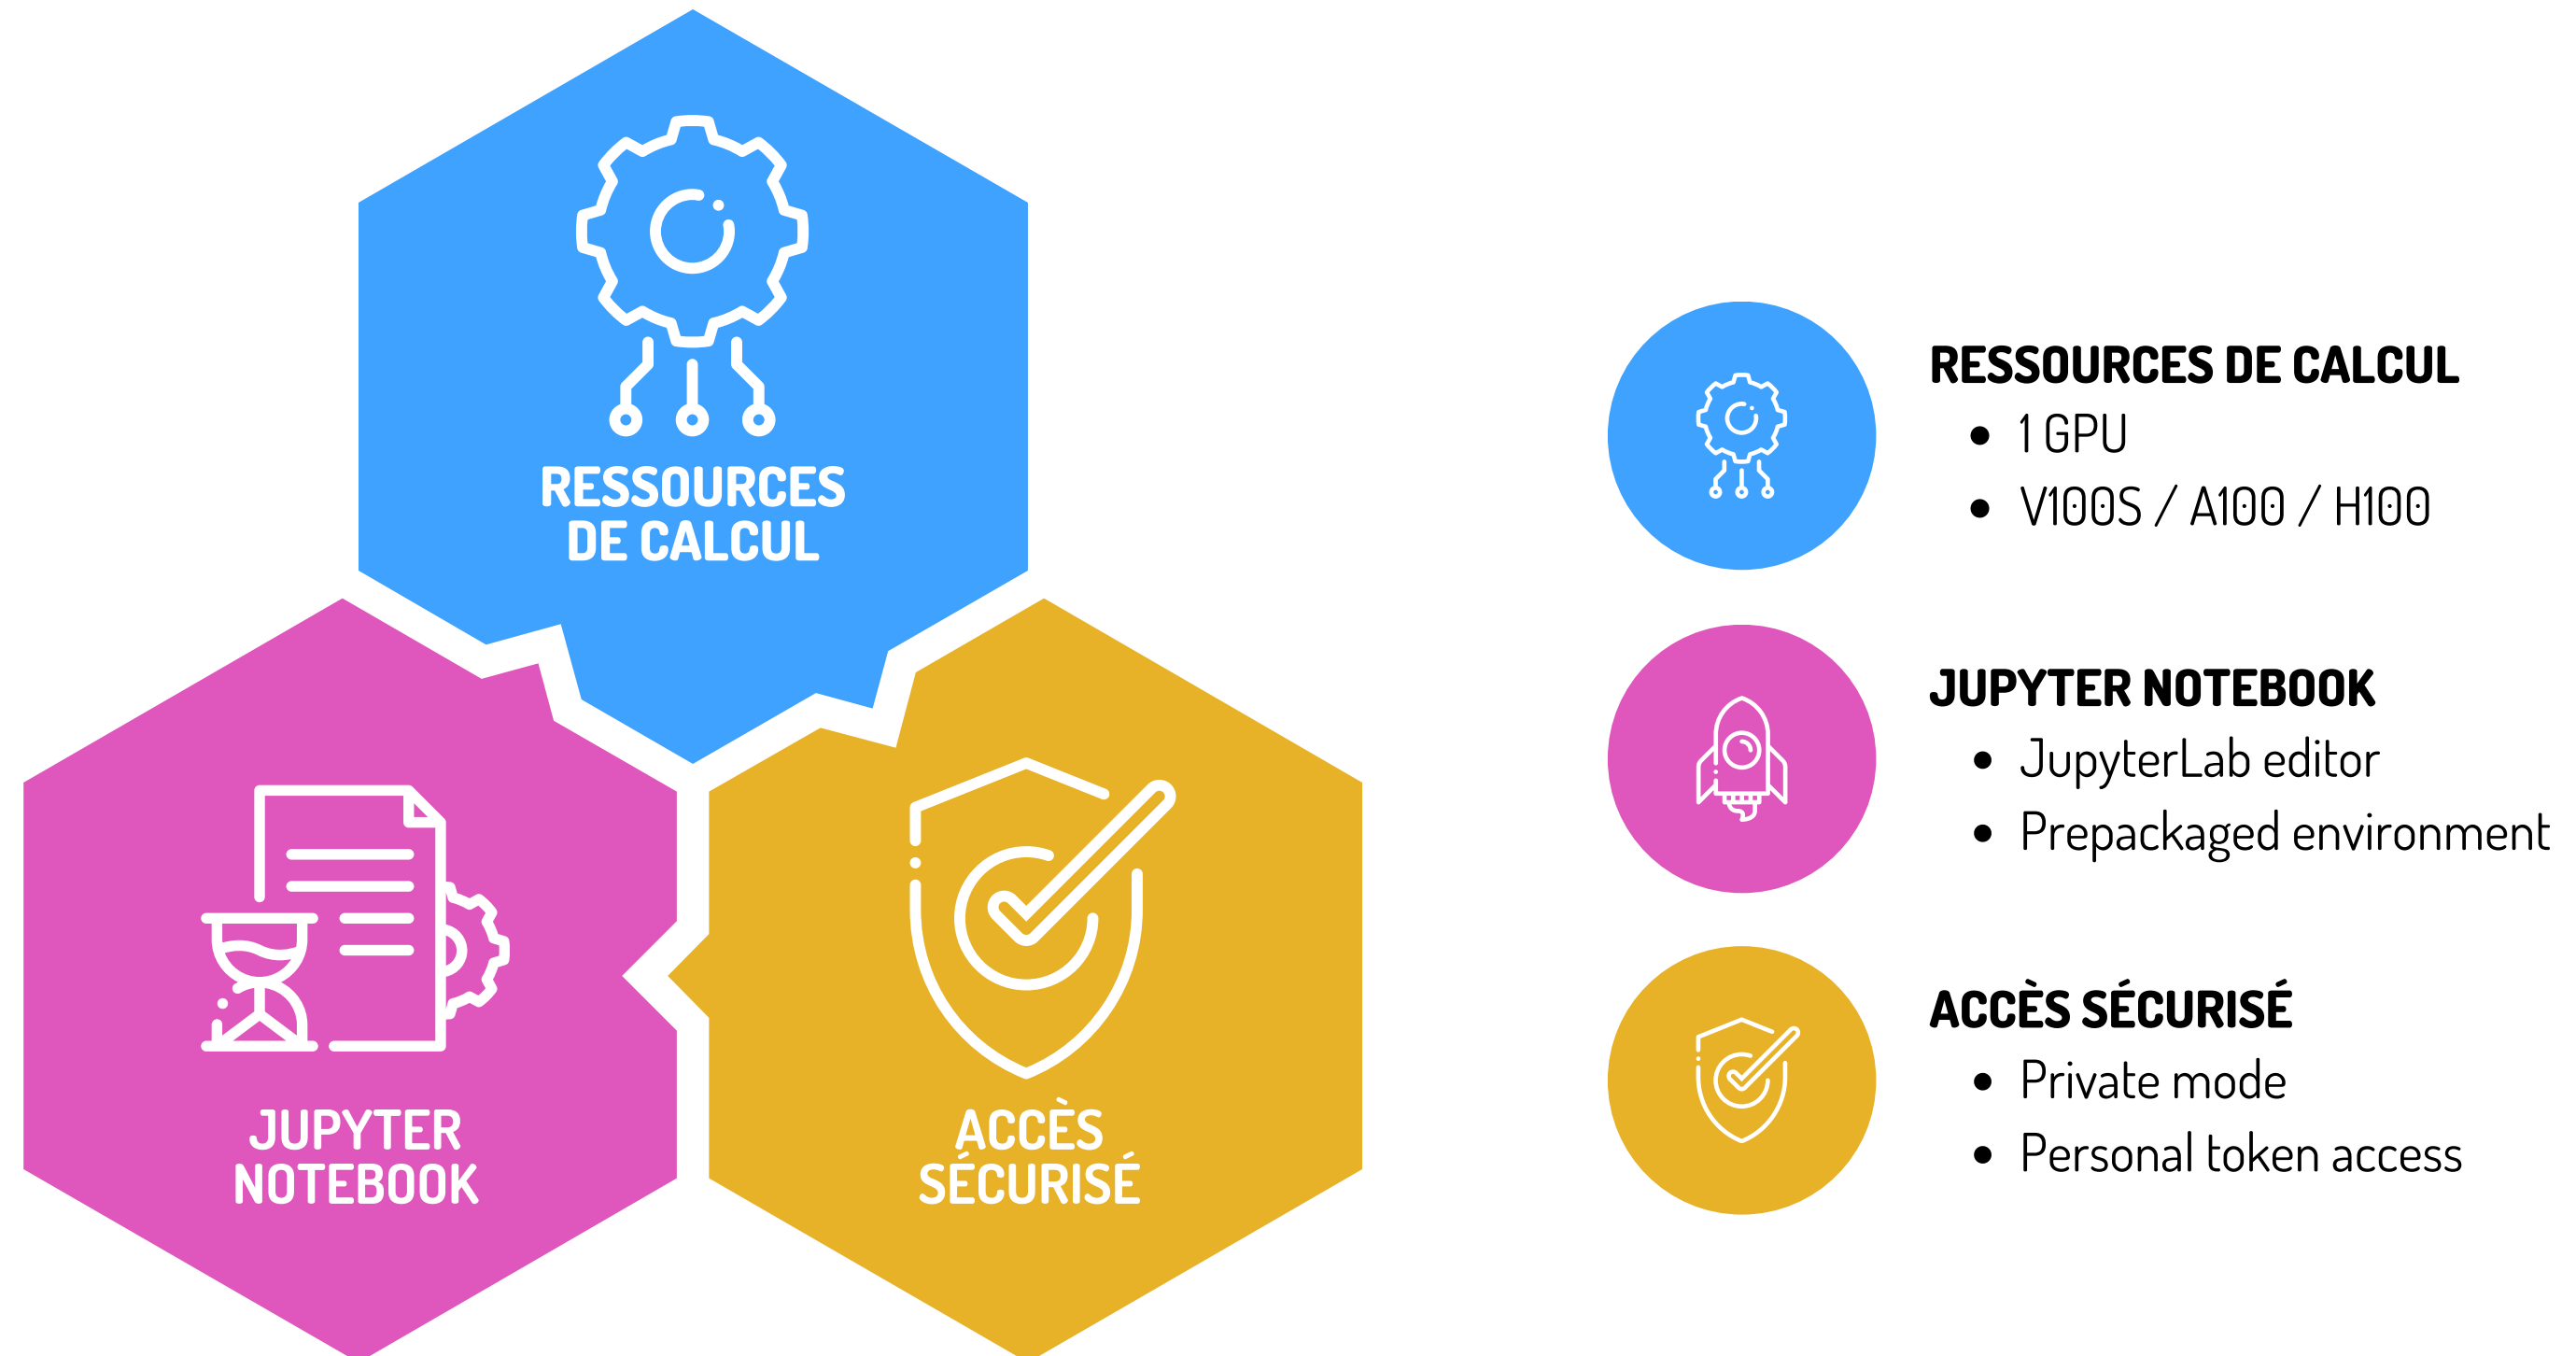 RESSOURCES
DE CALCUL
JUPYTER
NOTEBOOK
ACCÈS
SÉCURISÉ
RESSOURCES DE CALCUL
• 1 GPU
• V100S / A100 / H100
JUPYTER NOTEBOOK
• JupyterLab editor
• Prepackaged environment
ACCÈS SÉCURISÉ
• Private mode
• Personal token access